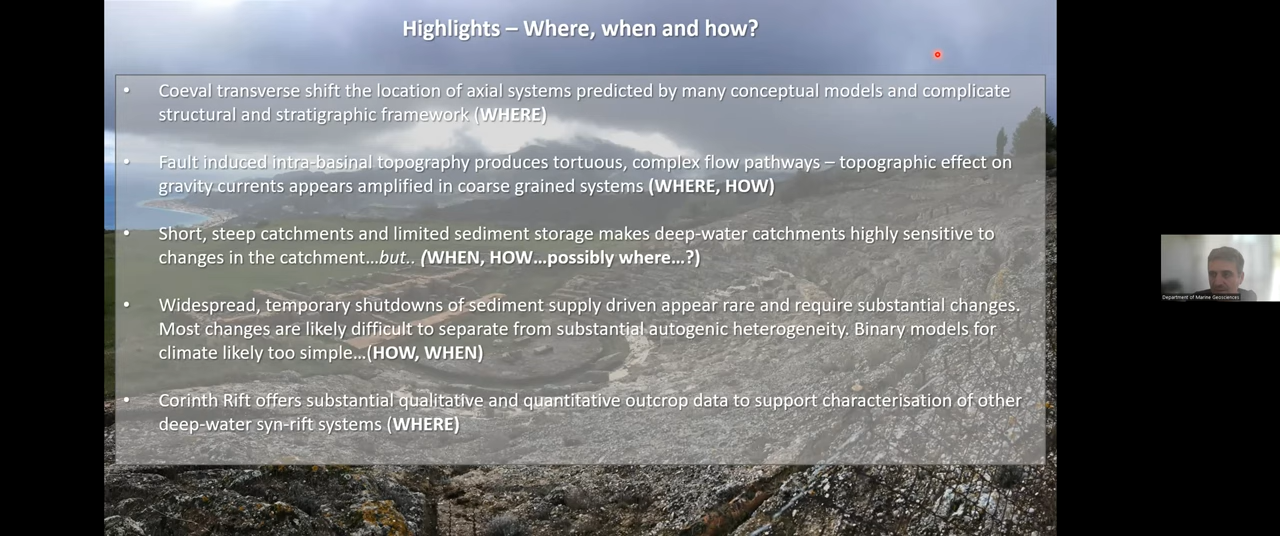 Highlights – Where, when and how?
• Coeval transverse shift the location of axial systems predicted by many conceptual models and complicate
structural and stratigraphic framework (WHERE)
• Fault induced intra-basinal topography produces tortuous, complex flow pathways – topographic effect on
gravity currents appears amplified in coarse grained systems (WHERE, HOW)
• Short, steep catchments and limited sediment storage makes deep-water catchments highly sensitive to
changes in the catchment…but.. (WHEN, HOW…possibly where…?)
• Widespread, temporary shutdowns of sediment supply driven appear rare and require substantial changes.
Most changes are likely difficult to separate from substantial autogenic heterogeneity. Binary models for
climate likely too simple…(HOW, WHEN)
• Corinth Rift offers substantial qualitative and quantitative outcrop data to support characterisation of other
deep-water syn-rift systems (WHERE)
Department of Marine Geosciences